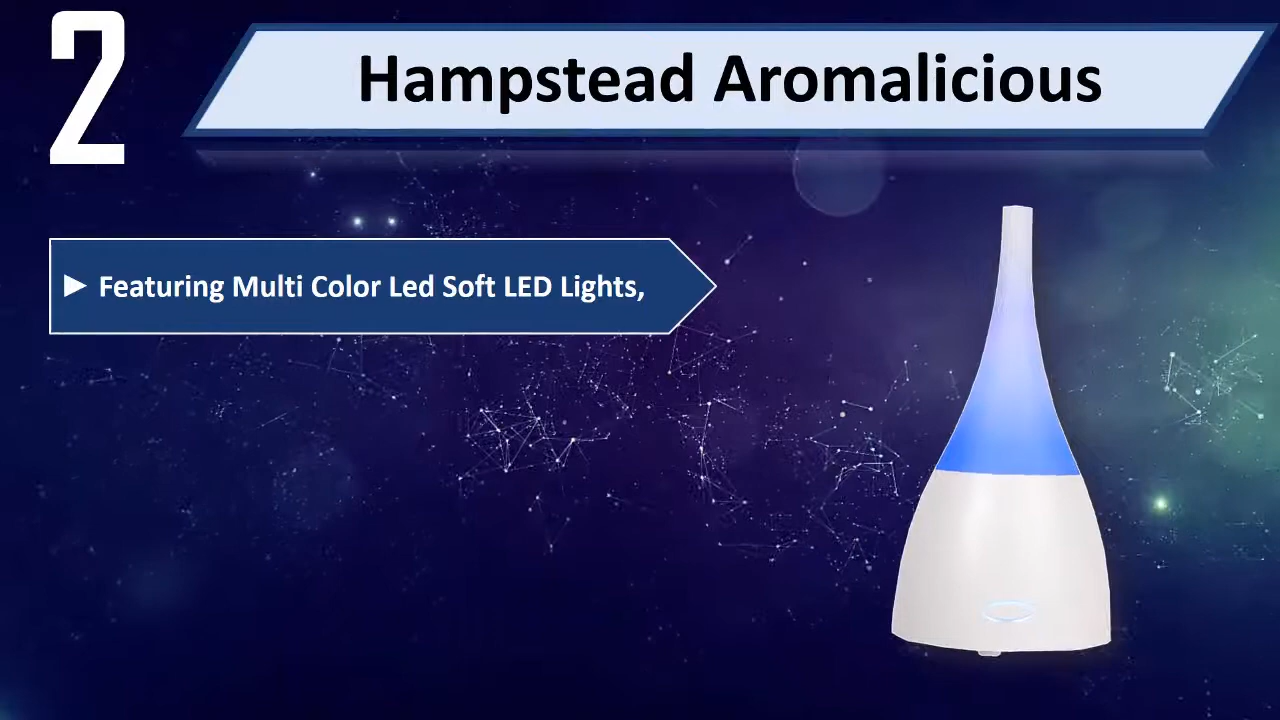 2
Hampstead Aromalicious
► Featuring Multi Color Led Soft LED Lights,